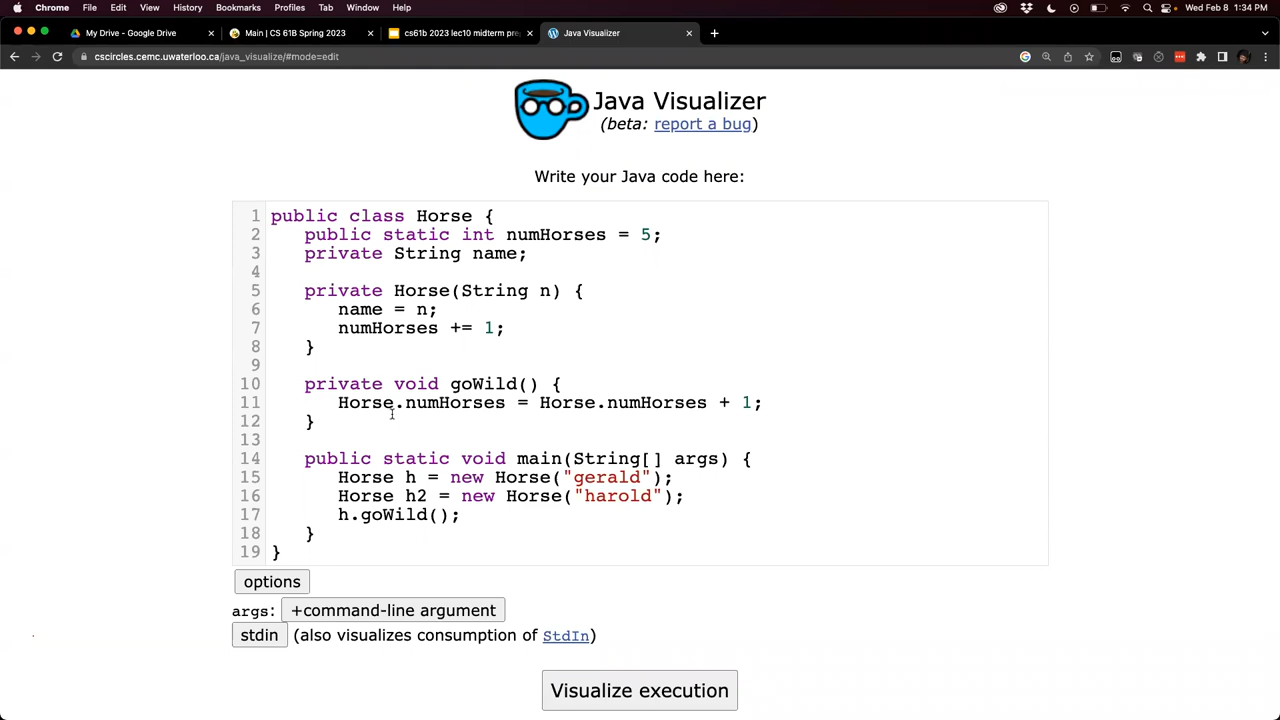 Chrome File Edit View History Bookmarks Profiles Tab Window Help Wed Feb 8 1:34 PM
My Drive - Google Drive Main | CS 61B Spring 2023 cs61b 2023 lec10 midterm pre Java Visualizer
cscircles.cemc.uwaterloo.ca/java_visualize/#mode=edit
Java Visualizer
(beta: report a bug)
Write your Java code here:
1 public class Horse {
2    public static int numHorses = 5;
3    private String name;
4
5    private Horse(String n) {
6       name = n;
7       numHorses += 1;
8    }
9
10    private void goWild() {
11       Horse.numHorses = Horse.numHorses + 1;
12    }
13
14    public static void main(String[] args) {
15       Horse h = new Horse("gerald");
16       Horse h2 = new Horse("harold");
17       h.goWild();
18    }
19 }
options
args: +command-line argument
stdin (also visualizes consumption of StdIn)
Visualize execution